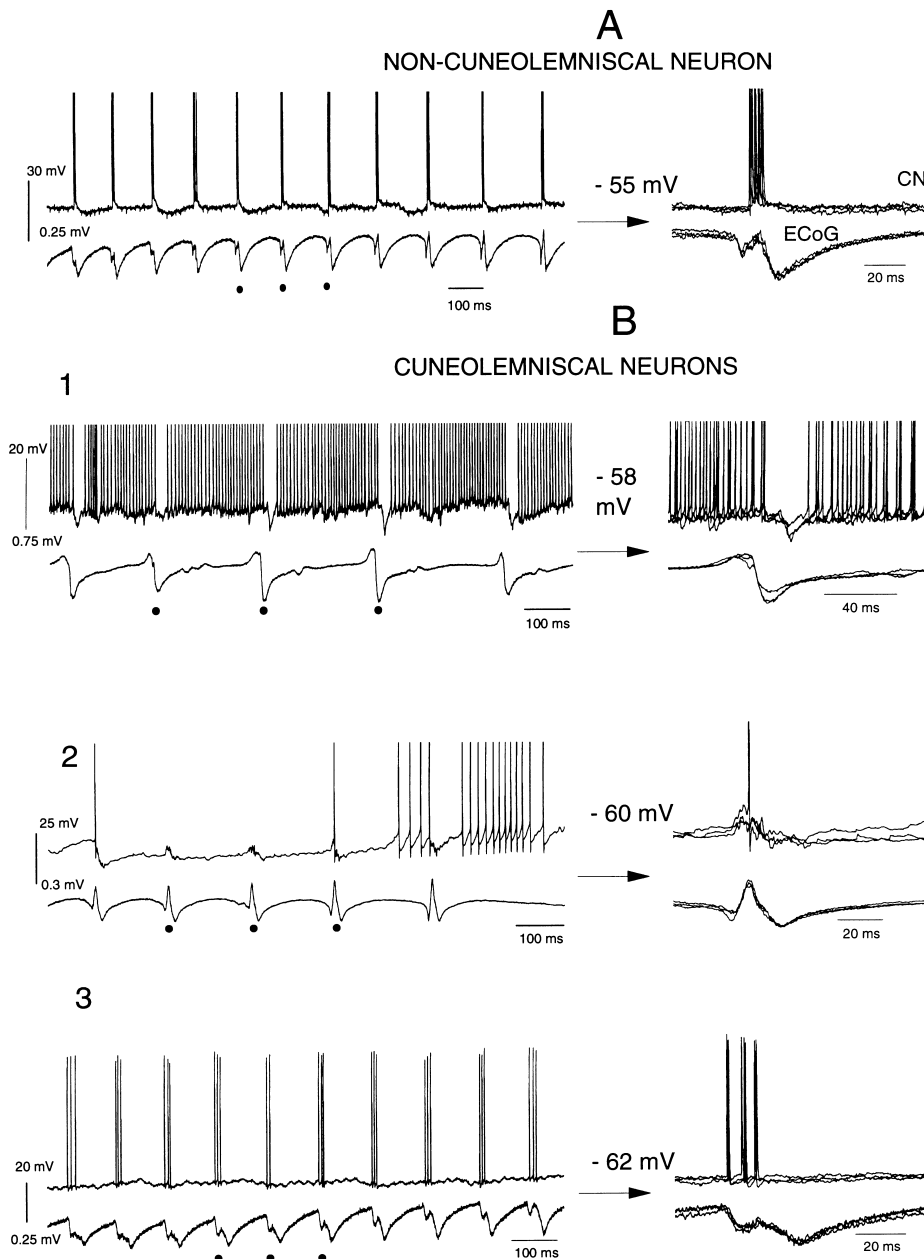 A
NON-CUNEOLEMNISCAL NEURON
30 mV
0.25 mV
- 55 mV
CN
ECoG
100 ms
20 ms
B
CUNEOLEMNISCAL NEURONS
1
20 mV
0.75 mV
- 58
mV
100 ms
40 ms
2
25 mV
0.3 mV
- 60 mV
100 ms
20 ms
3
20 mV
0.25 mV
- 62 mV
100 ms
20 ms